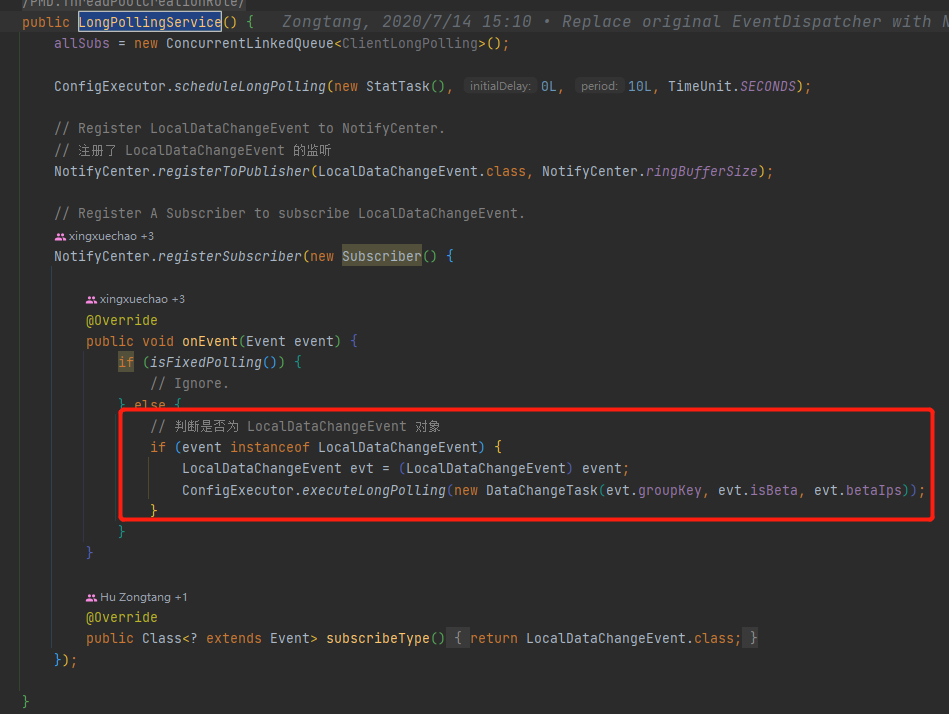 /PMD.ThreadPoolCreationRule/
public LongPollingService() {    Zongtang, 2020/7/14 15:10 • Replace original EventDispatcher with
allSubs = new ConcurrentLinkedQueue<ClientLongPolling>();
ConfigExecutor.scheduleLongPolling(new StatTask(), initialDelay: 0L, period: 10L, TimeUnit.SECONDS);
// Register LocalDataChangeEvent to NotifyCenter.
// 注册了 LocalDataChangeEvent 的监听
NotifyCenter.registerToPublisher(LocalDataChangeEvent.class, NotifyCenter.ringBufferSize);
// Register A Subscriber to subscribe LocalDataChangeEvent.
xingxuechao +3
NotifyCenter.registerSubscriber(new Subscriber() {
xingxuechao +3
@Override
public void onEvent(Event event) {
if (isFixedPolling()) {
// Ignore.
} else {
// 判断是否为 LocalDataChangeEvent 对象
if (event instanceof LocalDataChangeEvent) {
LocalDataChangeEvent evt = (LocalDataChangeEvent) event;
ConfigExecutor.executeLongPolling(new DataChangeTask(evt.groupKey, evt.isBeta, evt.betaIps));
}
}
}
Hu Zongtang +1
@Override
public Class<? extends Event> subscribeType() { return LocalDataChangeEvent.class; }
});
}